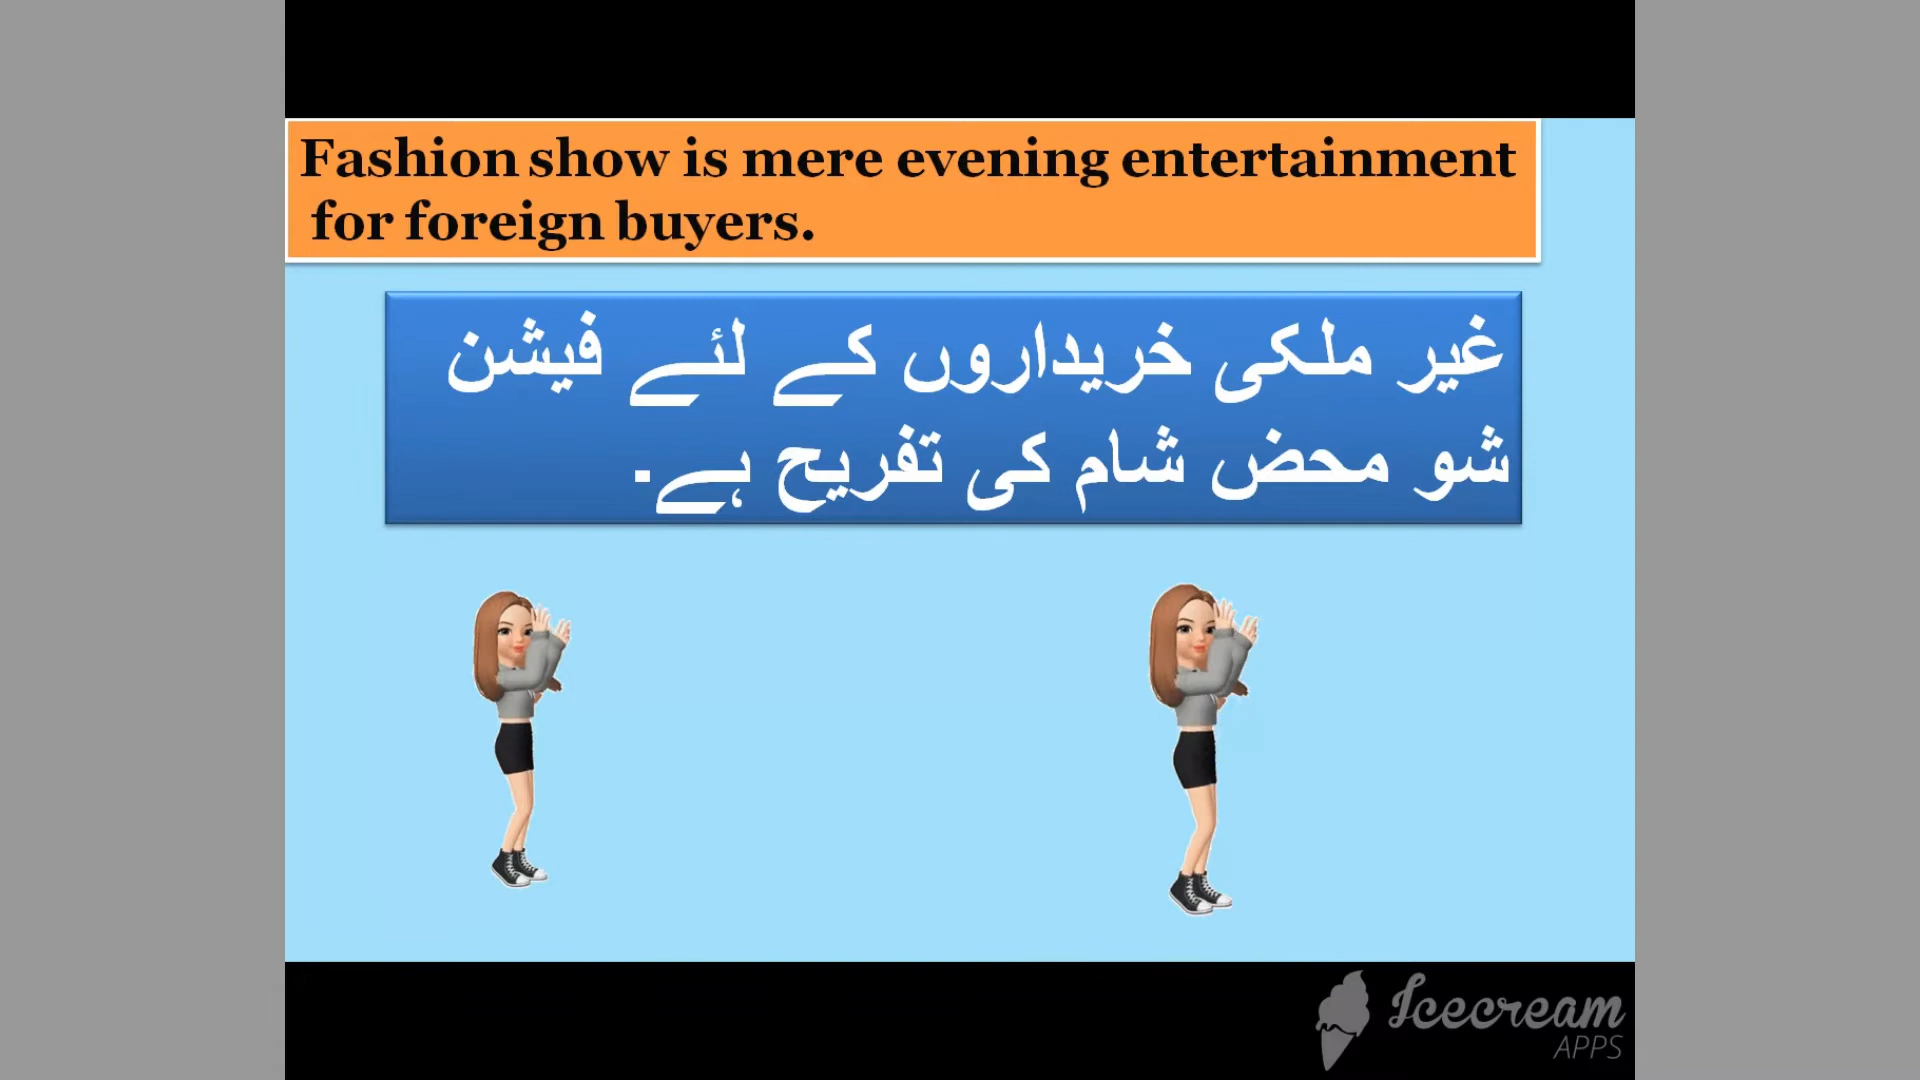 Fashion show is mere evening entertainment
for foreign buyers.
غیر ملکی خریداروں کے لئے فیشن
شو محض شام کی تفریح ہے.
Icecream
APPS